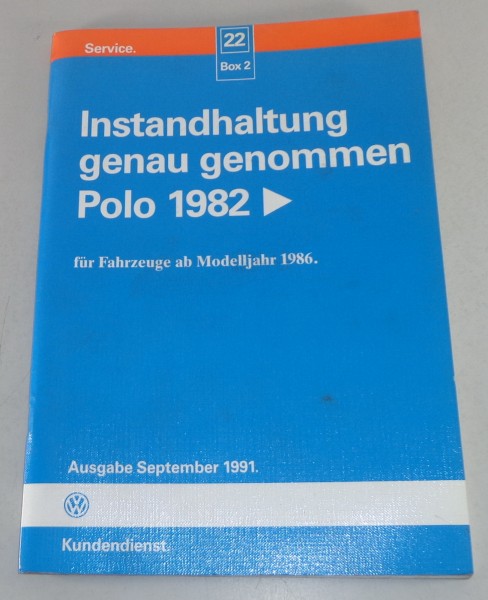 Service.
22
Box 2
Instandhaltung
genau genommen
Polo 1982 ▶
für Fahrzeuge ab Modelljahr 1986.
Ausgabe September 1991.
VW
Kundendienst.